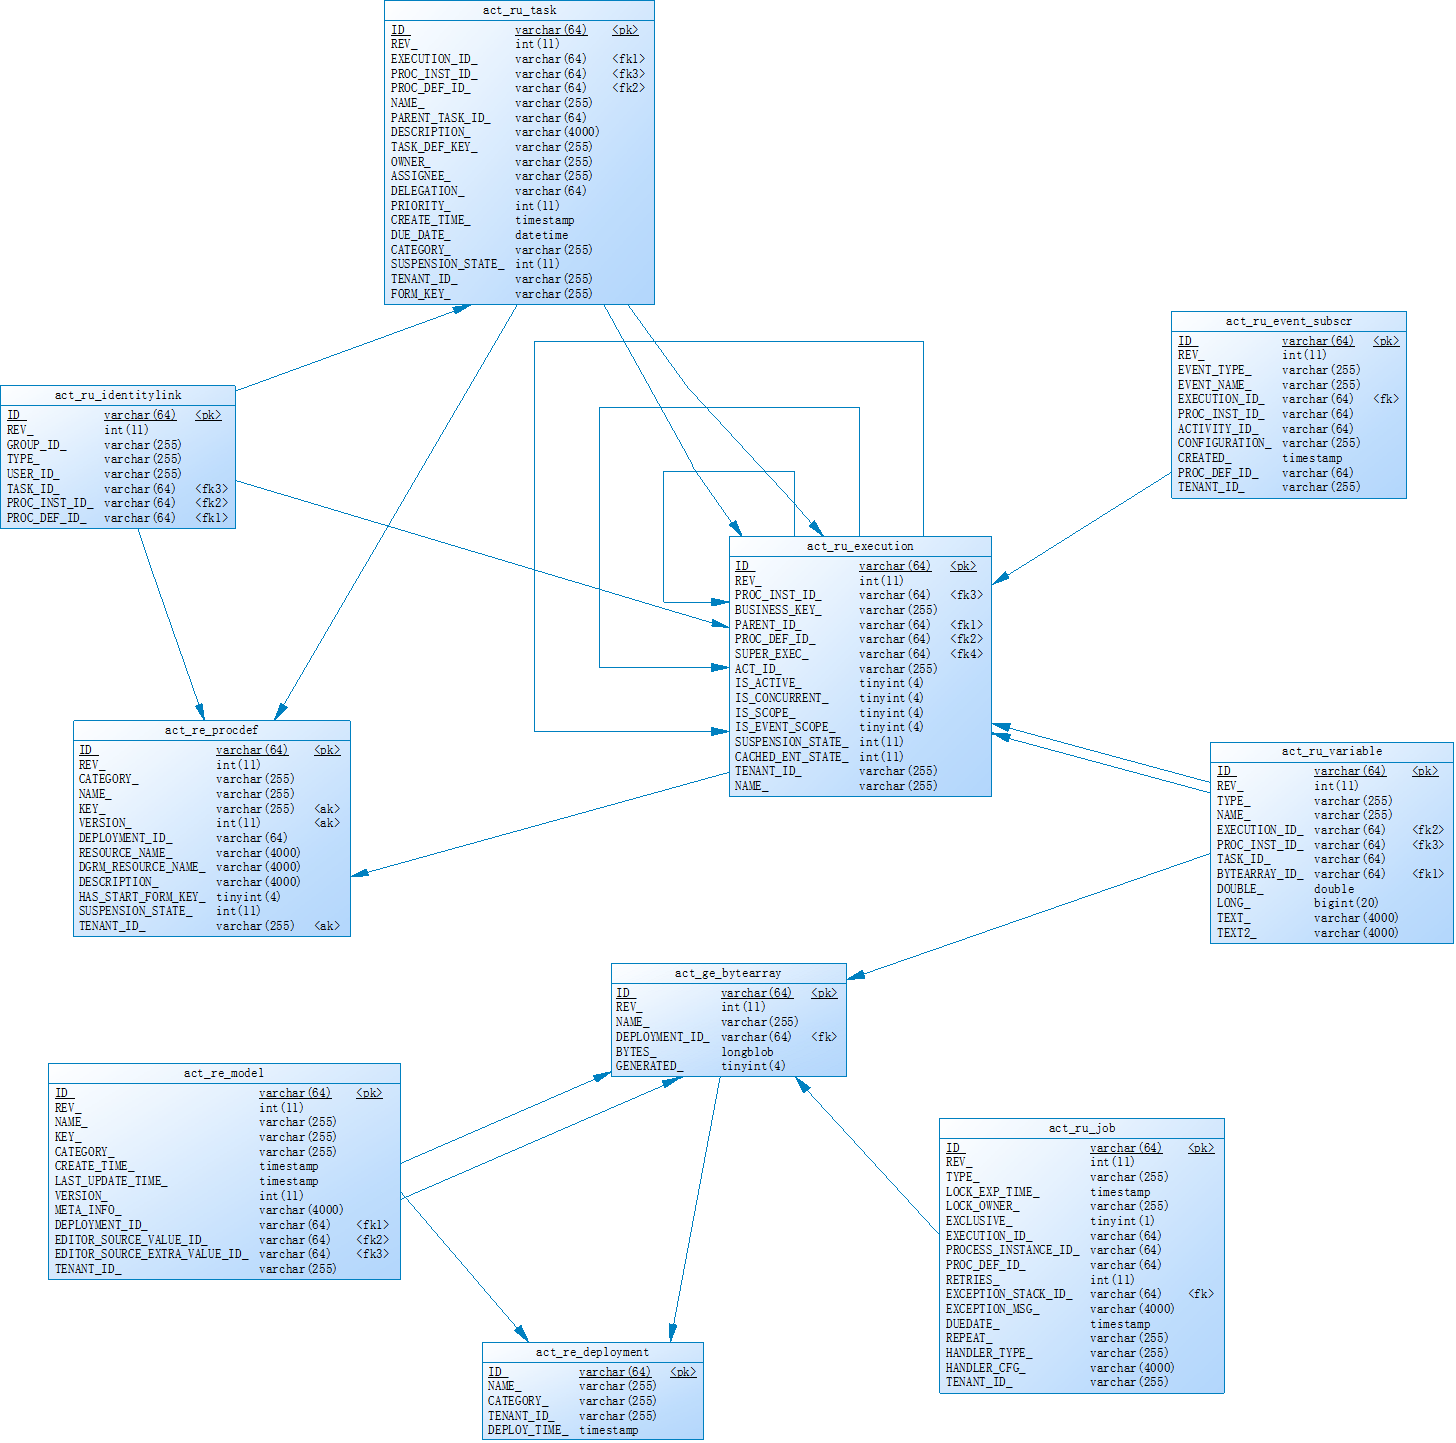 act_ru_task
ID_ varchar(64) <pk>
REV_ int(11)
EXECUTION_ID_ varchar(64) <fk1>
PROC_INST_ID_ varchar(64) <fk3>
PROC_DEF_ID_ varchar(64) <fk2>
NAME_ varchar(255)
PARENT_TASK_ID_ varchar(64)
DESCRIPTION_ varchar(4000)
TASK_DEF_KEY_ varchar(255)
OWNER_ varchar(255)
ASSIGNEE_ varchar(255)
DELEGATION_ varchar(64)
PRIORITY_ int(11)
CREATE_TIME_ timestamp
DUE_DATE_ datetime
CATEGORY_ varchar(255)
SUSPENSION_STATE_ int(11)
TENANT_ID_ varchar(255)
FORM_KEY_ varchar(255)
act_ru_event_subscr
ID_ varchar(64) <pk>
REV_ int(11)
EVENT_TYPE_ varchar(255)
EVENT_NAME_ varchar(255)
EXECUTION_ID_ varchar(64) <fk>
PROC_INST_ID_ varchar(64)
ACTIVITY_ID_ varchar(64)
CONFIGURATION_ varchar(255)
CREATED_ timestamp
PROC_DEF_ID_ varchar(64)
TENANT_ID_ varchar(255)
act_ru_identitylink
ID_ varchar(64) <pk>
REV_ int(11)
GROUP_ID_ varchar(255)
TYPE_ varchar(255)
USER_ID_ varchar(255)
TASK_ID_ varchar(64) <fk3>
PROC_INST_ID_ varchar(64) <fk2>
PROC_DEF_ID_ varchar(64) <fk1>
act_ru_execution
ID_ varchar(64) <pk>
REV_ int(11)
PROC_INST_ID_ varchar(64) <fk3>
BUSINESS_KEY_ varchar(255)
PARENT_ID_ varchar(64) <fk1>
PROC_DEF_ID_ varchar(64) <fk2>
SUPER_EXEC_ varchar(64) <fk4>
ACT_ID_ varchar(255)
IS_ACTIVE_ tinyint(4)
IS_CONCURRENT_ tinyint(4)
IS_SCOPE_ tinyint(4)
IS_EVENT_SCOPE_ tinyint(4)
SUSPENSION_STATE_ int(11)
CACHED_ENT_STATE_ int(11)
TENANT_ID_ varchar(255)
NAME_ varchar(255)
act_re_procdef
ID_ varchar(64) <pk>
REV_ int(11)
CATEGORY_ varchar(255)
NAME_ varchar(255)
KEY_ varchar(255) <ak>
VERSION_ int(11) <ak>
DEPLOYMENT_ID_ varchar(64)
RESOURCE_NAME_ varchar(4000)
DGRM_RESOURCE_NAME_ varchar(4000)
DESCRIPTION_ varchar(4000)
HAS_START_FORM_KEY_ tinyint(4)
SUSPENSION_STATE_ int(11)
TENANT_ID_ varchar(255) <ak>
act_ru_variable
ID_ varchar(64) <pk>
REV_ int(11)
TYPE_ varchar(255)
NAME_ varchar(255)
EXECUTION_ID_ varchar(64) <fk2>
PROC_INST_ID_ varchar(64) <fk3>
TASK_ID_ varchar(64)
BYTEARRAY_ID_ varchar(64) <fk1>
DOUBLE_ double
LONG_ bigint(20)
TEXT_ varchar(4000)
TEXT2_ varchar(4000)
act_ge_bytearray
ID_ varchar(64) <pk>
REV_ int(11)
NAME_ varchar(255)
DEPLOYMENT_ID_ varchar(64) <fk>
BYTES_ longblob
GENERATED_ tinyint(4)
act_re_model
ID_ varchar(64) <pk>
REV_ int(11)
NAME_ varchar(255)
KEY_ varchar(255)
CATEGORY_ varchar(255)
CREATE_TIME_ timestamp
LAST_UPDATE_TIME_ timestamp
VERSION_ int(11)
META_INFO_ varchar(4000)
DEPLOYMENT_ID_ varchar(64) <fk1>
EDITOR_SOURCE_VALUE_ID_ varchar(64) <fk2>
EDITOR_SOURCE_EXTRA_VALUE_ID_ varchar(64) <fk3>
TENANT_ID_ varchar(255)
act_ru_job
ID_ varchar(64) <pk>
REV_ int(11)
TYPE_ varchar(255)
LOCK_EXP_TIME_ timestamp
LOCK_OWNER_ varchar(255)
EXCLUSIVE_ tinyint(1)
EXECUTION_ID_ varchar(64)
PROCESS_INSTANCE_ID_ varchar(64)
PROC_DEF_ID_ varchar(64)
RETRIES_ int(11)
EXCEPTION_STACK_ID_ varchar(64) <fk>
EXCEPTION_MSG_ varchar(4000)
DUEDATE_ timestamp
REPEAT_ varchar(255)
HANDLER_TYPE_ varchar(255)
HANDLER_CFG_ varchar(4000)
TENANT_ID_ varchar(255)
act_re_deployment
ID_ varchar(64) <pk>
NAME_ varchar(255)
CATEGORY_ varchar(255)
TENANT_ID_ varchar(255)
DEPLOY_TIME_ timestamp